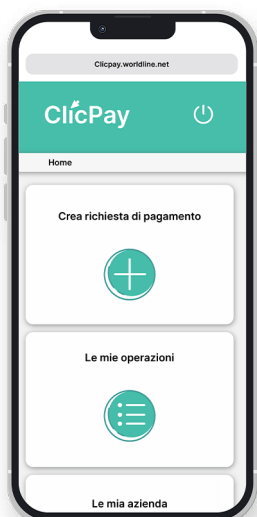 Clicpay.worldline.net
ClicPay
Home
Crea richiesta di pagamento
Le mie operazioni
Le mia azienda